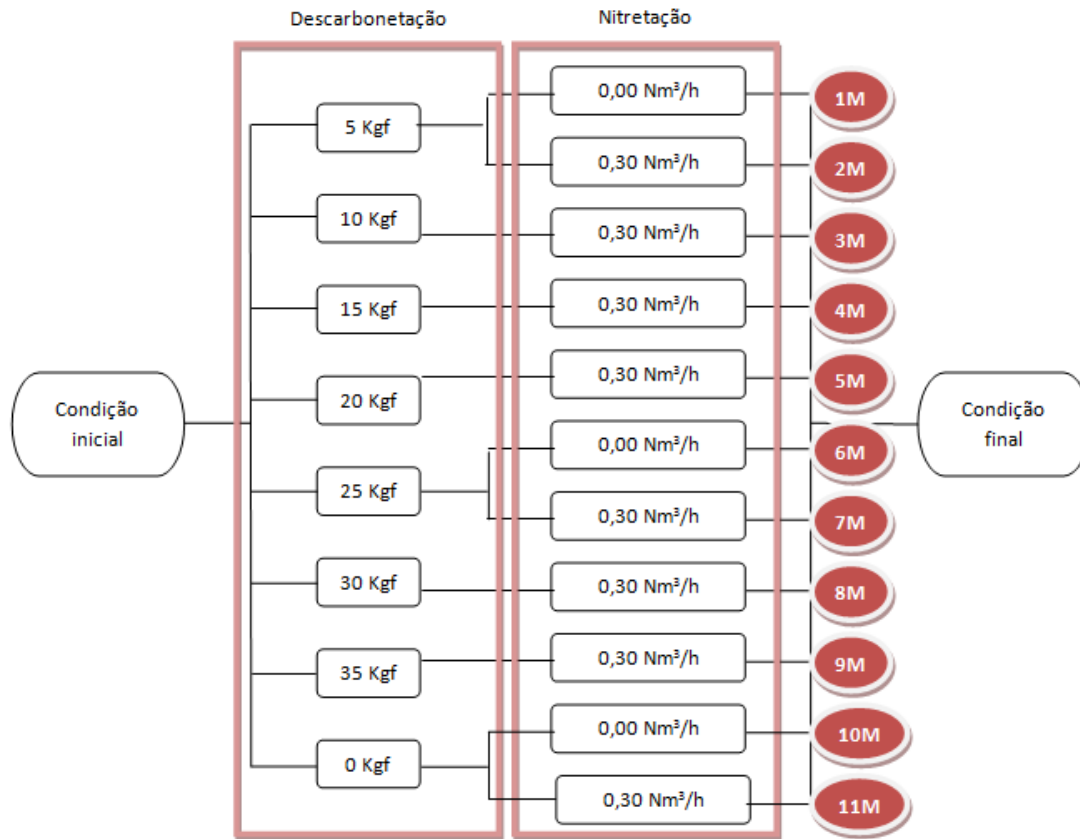 Descarbonetação
Nitretação
Condição
inicial
5 Kgf
10 Kgf
15 Kgf
20 Kgf
25 Kgf
30 Kgf
35 Kgf
0 Kgf
0,00 Nm³/h
0,30 Nm³/h
0,30 Nm³/h
0,30 Nm³/h
0,30 Nm³/h
0,00 Nm³/h
0,30 Nm³/h
0,30 Nm³/h
0,30 Nm³/h
0,00 Nm³/h
0,30 Nm³/h
1M
2M
3M
4M
5M
6M
7M
8M
9M
10M
11M
Condição
final